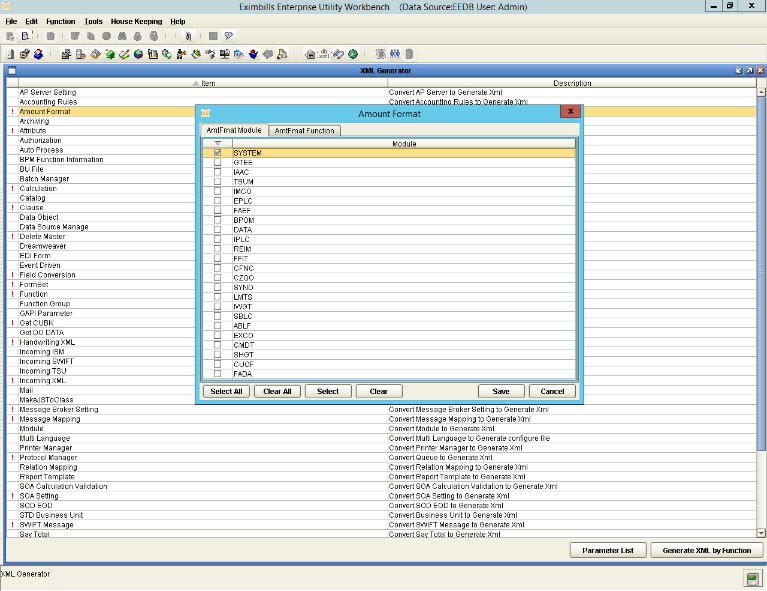 Eximbills Enterprise Utility Workbench (Data Source:EEDB User: Admin)
File Edit Function Tools House Keeping Help
XML Generator
Item Description
AP Server Setting Convert AP Server to Generate Xml
Accounting Rules Convert Accounting Rules to Generate Xml
! Amount Format
Archiving
! Attribute
Authorization
Auto Process
BPM Function Information
BU File
Batch Manager
! Calculation
Catalog
! Clause
Data Object
Data Source Manage
! Delete Master
Dreamweaver
EDI Form
Event Driven
! Field Conversion
! FormSet
! Function
Function Group
GAPI Parameter
! Get CUBK
Get DO DATA
! Handwriting XML
Incoming ISM
Incoming SWIFT
Incoming TSU
! Incoming XML
Mail
MakeJSToClass
! Message Broker Setting Convert Message Broker Setting to Generate Xml
! Message Mapping Convert Message Mapping to Generate Xml
Module Convert Module to Generate Xml
Multi Language Convert Multi Language to Generate configure file
Printer Manager Convert Printer Manager to Generate Xml
! Protocol Manager Convert Queue to Generate Xml
Relation Mapping Convert Relation Mapping to Generate Xml
Report Template Convert Report Template to Generate Xml
SOA Calculation Validation Convert SOA Calculation Validation to Generate Xml
! SOA Setting Convert SOA Setting to Generate Xml
SOD EOD Convert SOD EOD to Generate Xml
STD Business Unit Convert Business Unit to Generate Xml
! SWIFT Message Convert SWIFT Message to Generate Xml
Say Total Convert Say Total to Generate Xml
Amount Format
AmtFmat Module AmtFmat Function
Module
SYSTEM
GTEE
IAAC
TSUM
IMCO
EPLC
FAEF
BPOM
DATA
IPLC
REIM
FFIT
CFNC
CZGO
SYND
LMTS
IWGT
SBLC
ABLF
EXCO
CMDT
SHGT
CUCF
FADA
Select All Clear All Select Clear Save Cancel
Parameter List Generate XML by Function
XML Generator